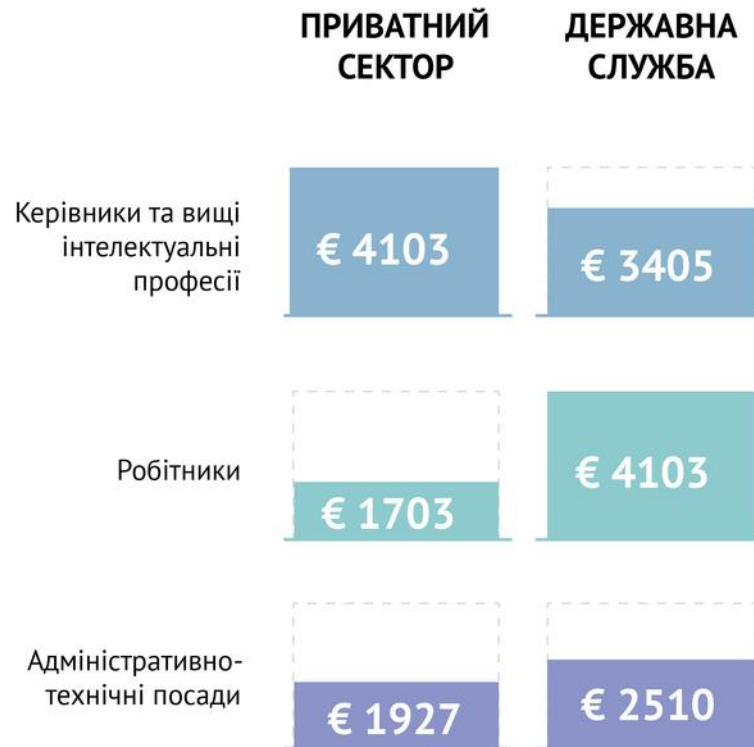 ПРИВАТНИЙ
СЕКТОР
ДЕРЖАВНА
СЛУЖБА
Керівники та вищі
інтелектуальні
професії
€ 4103
€ 3405
Робітники
€ 1703
€ 4103
Адміністративно-
технічні посади
€ 1927
€ 2510